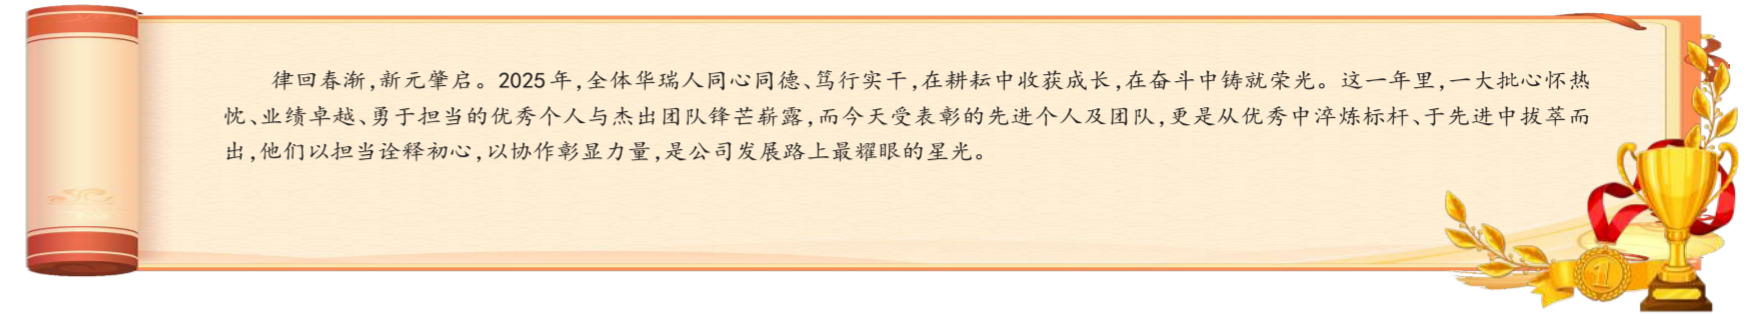 律回春渐,新元肇启。2025年,全体华瑞人同心同德、笃行实干,在耕耘中收获成长,在奋斗中铸就荣光。这一年里,一大批心怀热
忱、业绩卓越、勇于担当的优秀个人与杰出团队锋芒崭露,而今天受表彰的先进个人及团队,更是从优秀中淬炼标杆、于先进中拔萃而
出,他们以担当诠释初心,以协作彰显力量,是公司发展路上最耀眼的星光。
1